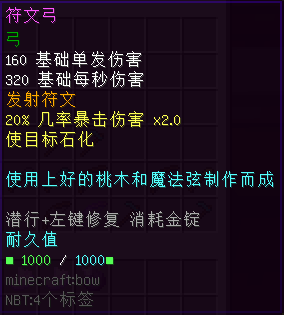 符文弓
弓
160 基础单发伤害
320 基础每秒伤害
发射符文
20% 几率暴击伤害 x2.0
使目标石化
使用上好的桃木和魔法弦制作而成
潜行+左键修复 消耗金锭
耐久值
■ 1000 / 1000■
minecraft:bow
NBT:4个标签